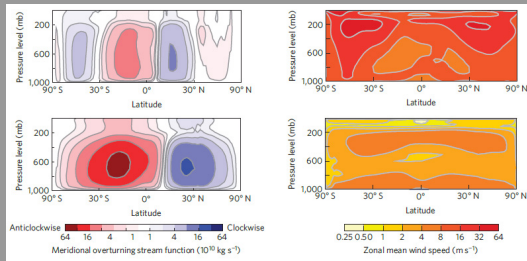 Pressure level (mb)
200
600
1,000
90° S 30° S 0° 30° N 90° N
Latitude
Pressure level (mb)
200
600
1,000
90° S 30° S 0° 30° N 90° N
Latitude
Pressure level (mb)
200
600
1,000
90° S 30° S 0° 30° N 90° N
Latitude
Pressure level (mb)
200
600
1,000
90° S 30° S 0° 30° N 90° N
Latitude
Anticlockwise Clockwise
64 16 4 1 1 4 16 64
Meridional overturning stream function (10¹⁰ kg s⁻¹)
0.25 0.50 1 2 8 16 32 64
Zonal mean wind speed (m s⁻¹)